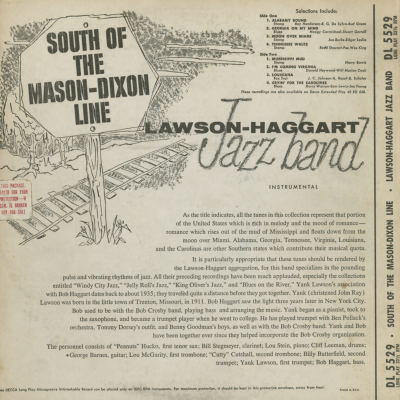 Selections Include:
Side One
1. ALABAMY BOUND
2. GEORGIA ON MY MIND
3. MOON OVER MIAMI
4. TENNESSEE WALTZ
Side Two
1. MISSISSIPPI MUD
2. I'M COMING VIRGINIA
3. LOUISIANA
SOUTH OF
THE
MASON-DIXON
LINE
LAWSON-HAGGART
Jazz band
INSTRUMENTAL
As the title indicates, all the tunes in this collection represent that portion
of the United States which is rich in melody and the mood of romance—
romance which rises out of the mud of Mississippi and floats down from the
moon over Miami. Alabama, Georgia, Tennessee, Virginia, Louisiana,
and the Carolinas are other Southern states which contribute their musical quota.
It is particularly appropriate that these tunes should be rendered by
the Lawson-Haggart aggregation, for this band specializes in the pounding
pulse and vibrating rhythms of jazz. All their preceding recordings have been much applauded, especially the collections
entitled "Windy City Jazz," "Jelly Roll's Jazz," "King Oliver's Jazz," and "Blues on the River." Yank Lawson's association
with Bob Haggart dates back to about 1935; they travelled quite a distance before they got together. Yank (christened John Ray)
Lawson was born in the little town of Trenton, Missouri, in 1911. Bob Haggart saw the light three years later in New York City.
Bob used to be with the Bob Crosby band, playing bass and arranging the music. Yank began as a pianist, took to
the saxophone, and became a trumpet player when he went to college. He has played trumpet with Ben Pollack's
orchestra, Tommy Dorsey's outfit, and Benny Goodman's boys, as well as with the Bob Crosby band. Yank and Bob
have been together ever since they helped incorporate the Bob Crosby organization.
The personnel consists of "Peanuts" Hucko, first tenor sax; Bill Stegmeyer, clarinet; Lou Stein, piano; Cliff Leeman, drums;
George Barnes, guitar; Lou McGarity, first trombone; "Cutty" Cutshall, second trombone; Billy Butterfield, second
trumpet; Yank Lawson, first trumpet; Bob Haggart, bass.
DL 5529 · SOUTH OF THE MASON-DIXON LINE · LAWSON-HAGGART JAZZ BAND DL 5529